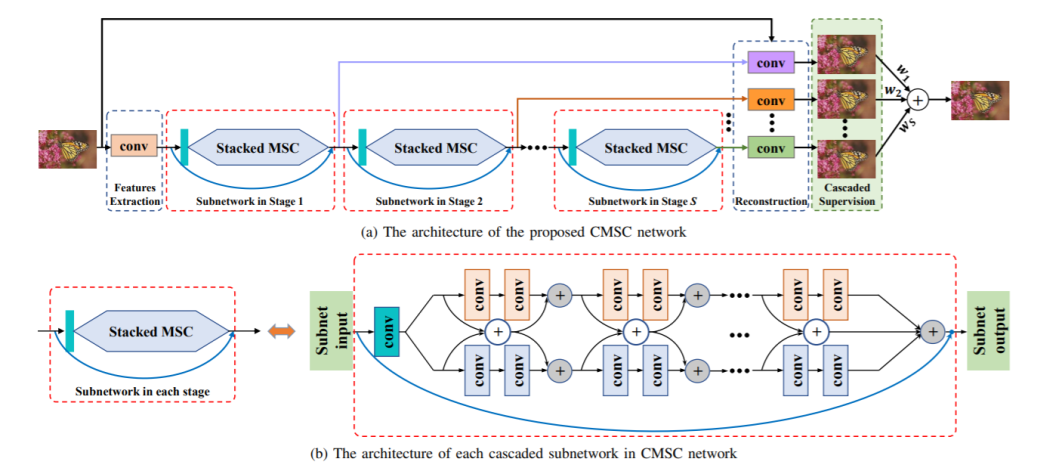 conv
Stacked MSC
Stacked MSC
Stacked MSC
conv
conv
conv
w1
w2
wS
+
Features
Extraction
Subnetwork in Stage 1
Subnetwork in Stage 2
Subnetwork in Stage S
Reconstruction
Cascaded
Supervision
(a) The architecture of the proposed CMSC network
Stacked MSC
Subnetwork in each stage
Subnet
input
conv
conv
conv
+
conv
conv
+
conv
conv
+
+
+
conv
conv
+
conv
conv
+
conv
conv
+
Subnet
output
(b) The architecture of each cascaded subnetwork in CMSC network